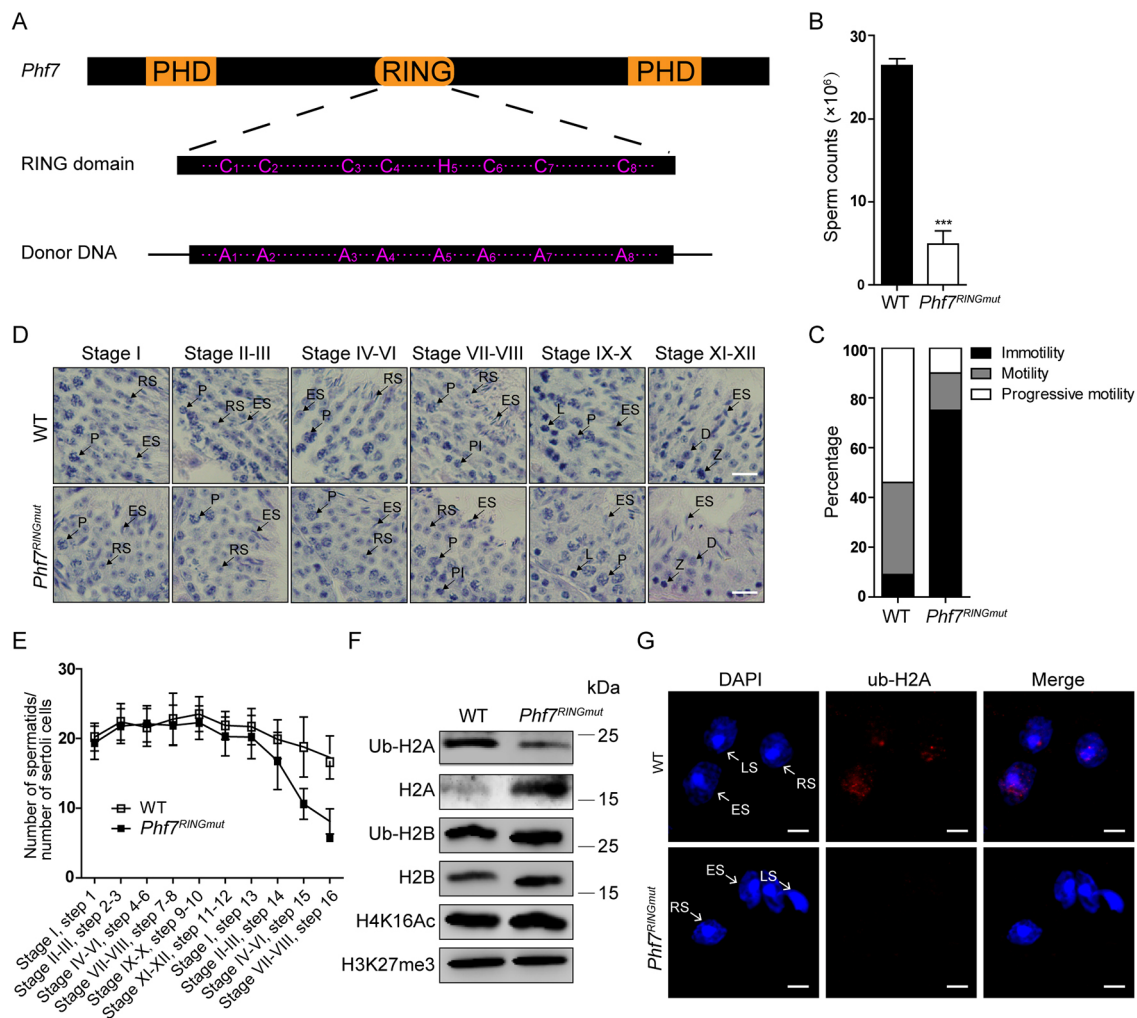 A
Phf7 PHD RING PHD
RING domain ···C1··C2·········C3···C4·····H5····C6·····C7·········C8····
Donor DNA ···A1··A2·········A3···A4·····A5····A6·····A7·········A8····
B
Sperm counts (×10⁶)
30
20
10
0
***
WT Phf7RINGmut
C
Percentage
100
80
60
40
20
0
Immotility
Motility
Progressive motility
WT Phf7RINGmut
D
Stage I Stage II-III Stage IV-VI Stage VII-VIII Stage IX-X Stage XI-XII
WT
RS P ES
P RS ES
ES RS P
RS ES PI
L P ES
ES D Z
Phf7RINGmut
P ES RS
P ES RS
P ES RS
RS ES P PI
ES L P
ES D Z
E
Number of spermatids/
number of sertoli cells
30
20
10
0
WT
Phf7RINGmut
Stage I, step 1
Stage II-III, step 2-3
Stage IV-VI, step 4-6
Stage VII-VIII, step 7-8
Stage IX-X, step 9-10
Stage XI-XII, step 11-12
Stage I, step 13
Stage II-III, step 14
Stage IV-VI, step 15
Stage VII-VIII, step 16
F
kDa
WT Phf7RINGmut
Ub-H2A 25
H2A 15
Ub-H2B 25
H2B 15
H4K16Ac
H3K27me3
G
DAPI ub-H2A Merge
WT
LS RS ES
Phf7RINGmut
ES LS RS